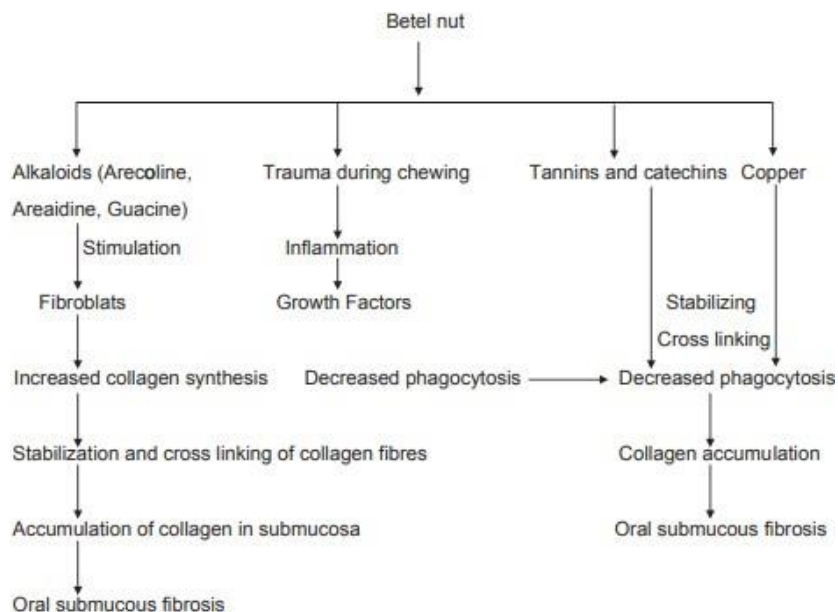 Betel nut
Alkaloids (Arecoline,
Areaidine, Guacine)
Trauma during chewing
Tannins and catechins
Copper
Stimulation
Inflammation
Fibroblats
Growth Factors
Stabilizing
Cross linking
Increased collagen synthesis
Decreased phagocytosis
Decreased phagocytosis
Stabilization and cross linking of collagen fibres
Collagen accumulation
Accumulation of collagen in submucosa
Oral submucous fibrosis
Oral submucous fibrosis